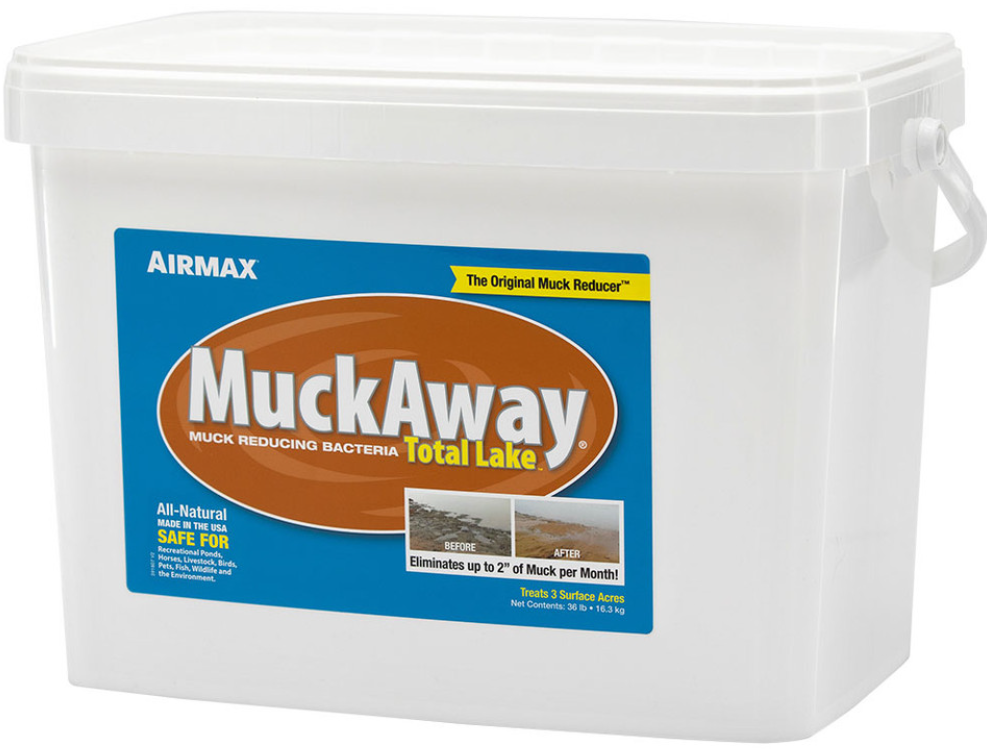 AIRMAX
The Original Muck Reducer™
MuckAway®
MUCK REDUCING BACTERIA
Total Lake™
All-Natural
MADE IN THE USA
SAFE FOR
Recreational Ponds,
Horses, Livestock, Birds,
Pets, Fish, Wildlife and
the Environment.
BEFORE
AFTER
Eliminates up to 2" of Muck per Month!
Treats 3 Surface Acres
Net Contents: 36 lb • 16.3 kg